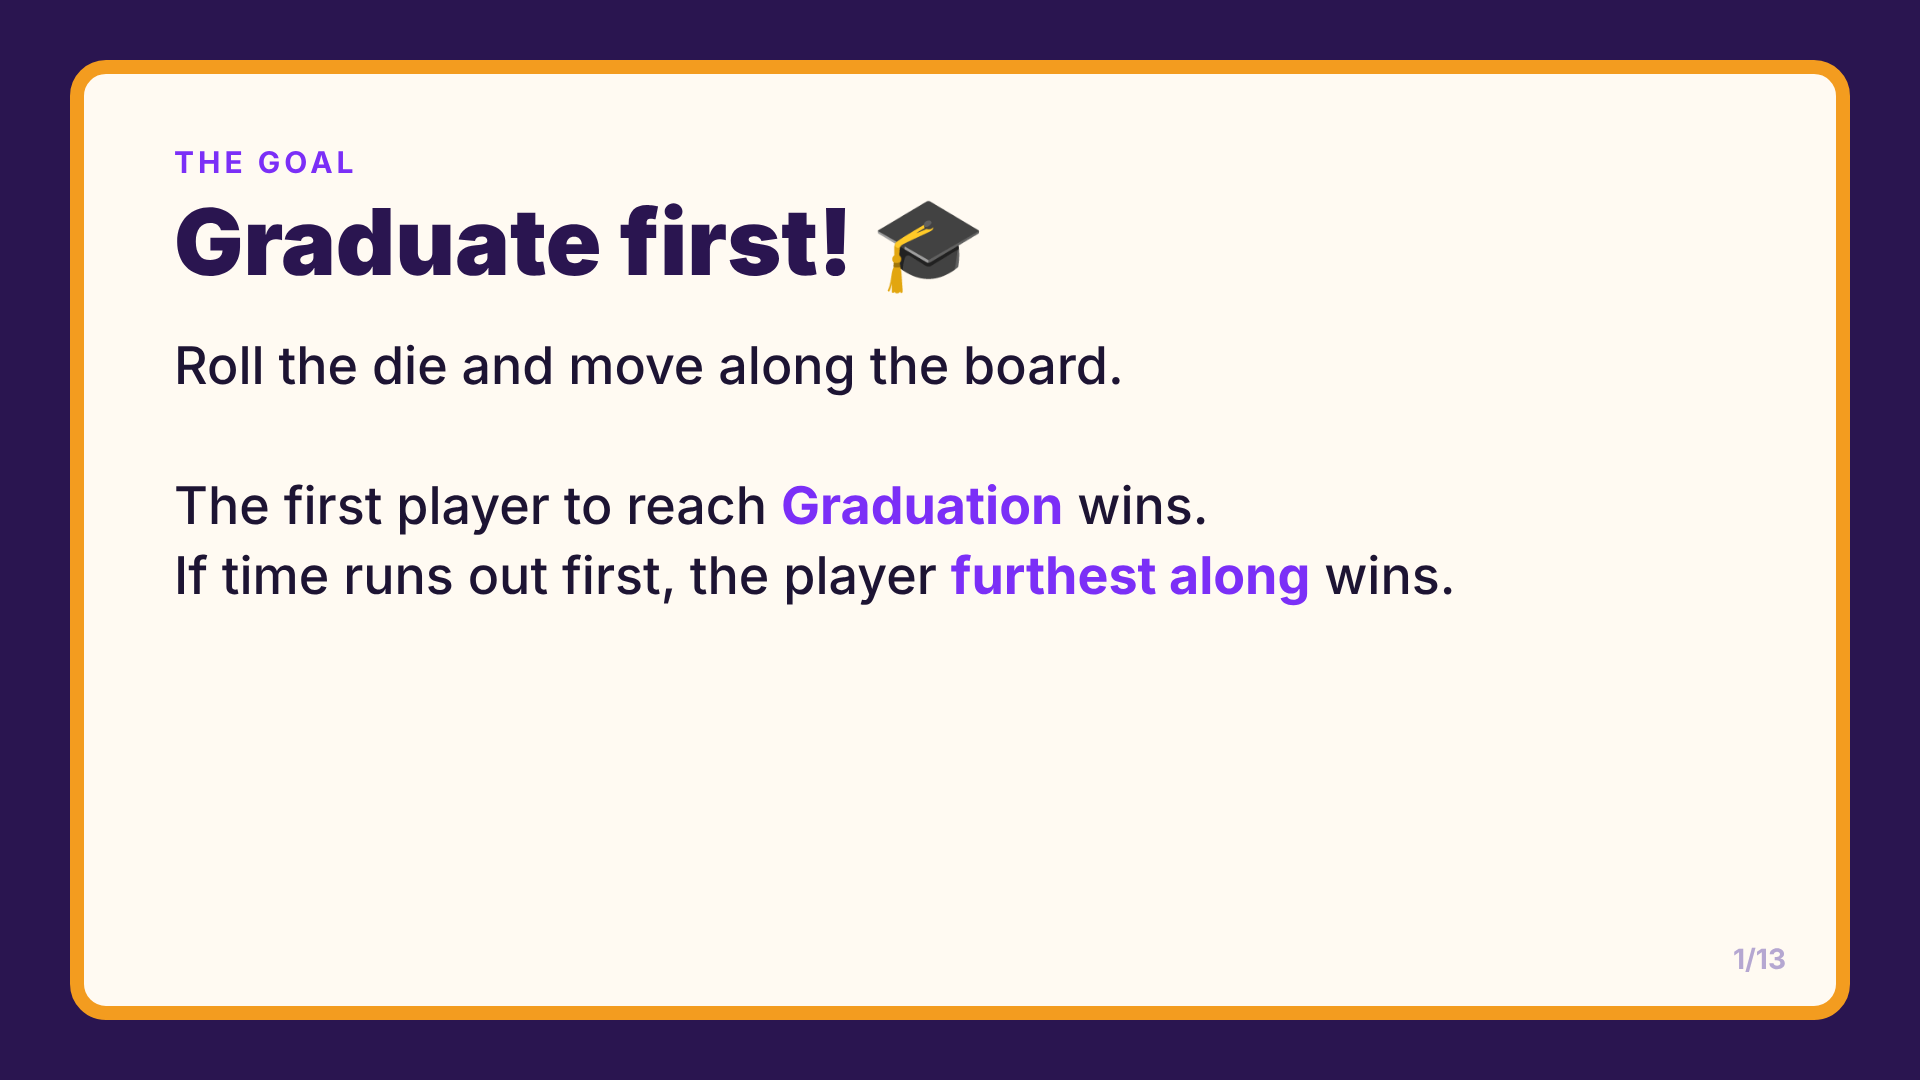 THE GOAL
Graduate first! 🎓
Roll the die and move along the board.
The first player to reach Graduation wins.
If time runs out first, the player furthest along wins.
1/13